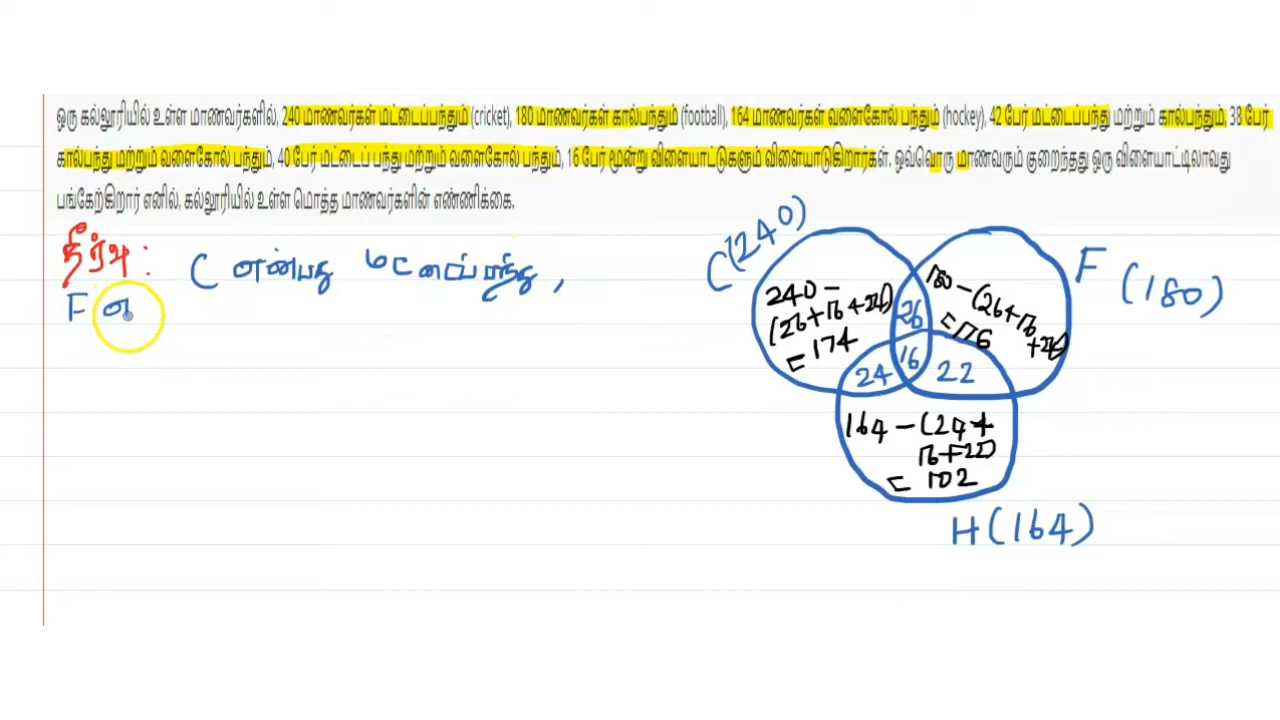 ஒரு கல்லூரியில் உள்ள மாணவர்களில், 240 மாணவர்கள் மட்டைப்பந்தும் (cricket), 180 மாணவர்கள் கால்பந்தும் (football), 164 மாணவர்கள் வளைகோல் பந்தும் (hockey), 42 பேர் மட்டைப்பந்து மற்றும் கால்பந்தும், 38 பேர்
கால்பந்து மற்றும் வளைகோல் பந்தும், 40 பேர் மட்டைப் பந்து மற்றும் வளைகோல் பந்தும், 16 பேர் மூன்று விளையாட்டுகளும் விளையாடுகிறார்கள். ஒவ்வொரு மாணவரும் குறைந்தது ஒரு விளையாட்டிலாவது
பங்கேற்கிறார் எனில், கல்லூரியில் உள்ள மொத்த மாணவர்களின் எண்ணிக்கை.
தீர்வு:
C என்பது மட்டைப்பந்து,
F என
C(240)
F
(180)
240 -
(26+16+24)
= 174
26
180 - (26+16
+22)
= 116
24
16
22
164 - (24+
16+22)
= 102
H(164)